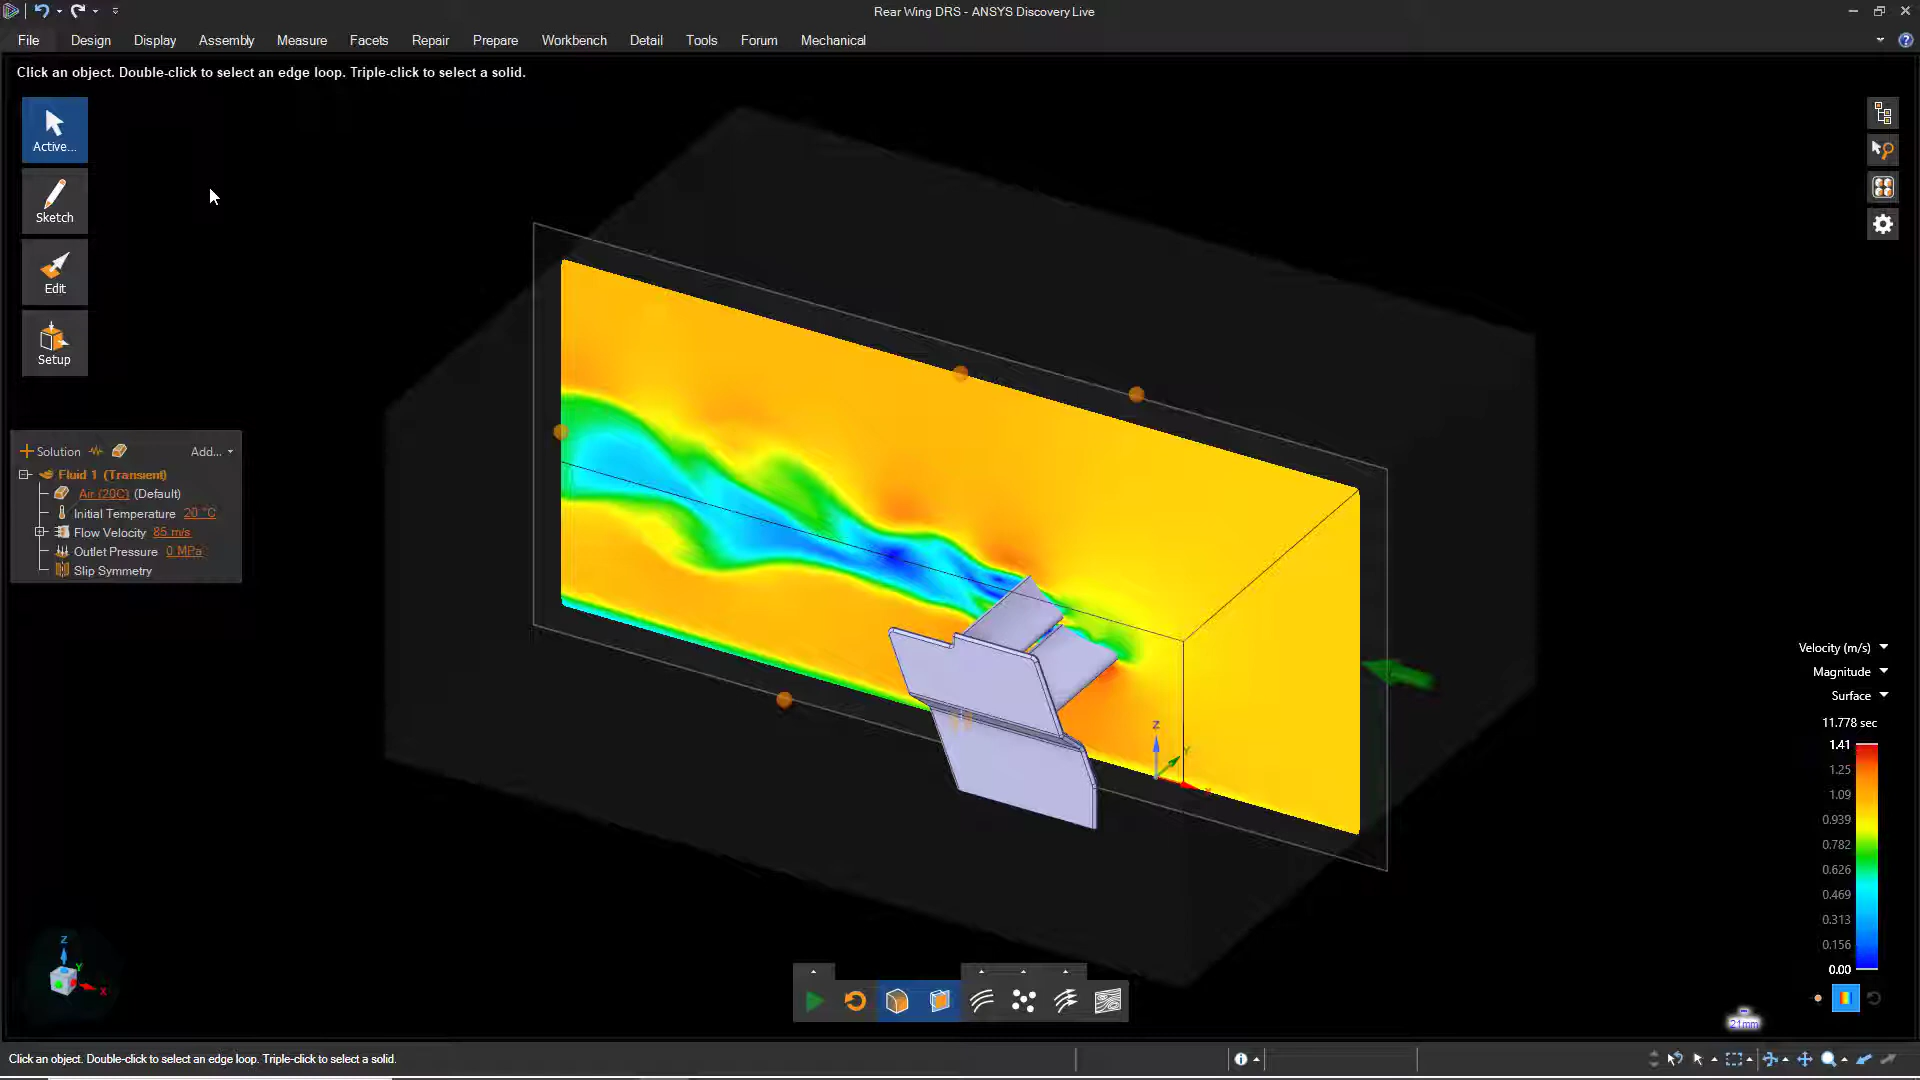 Rear Wing DRS - ANSYS Discovery Live
File Design Display Assembly Measure Facets Repair Prepare Workbench Detail Tools Forum Mechanical
Click an object. Double-click to select an edge loop. Triple-click to select a solid.
Active...
Sketch
Edit
Setup
Solution Add...
Fluid 1 (Transient)
Air (20C) (Default)
Initial Temperature 20 °C
Flow Velocity 85 m/s
Outlet Pressure 0 MPa
Slip Symmetry
Velocity (m/s)
Magnitude
Surface
11.778 sec
1.41
1.25
1.09
0.939
0.782
0.626
0.469
0.313
0.156
0.00
Z
Y
X
Z
Y
X
21mm
Click an object. Double-click to select an edge loop. Triple-click to select a solid.